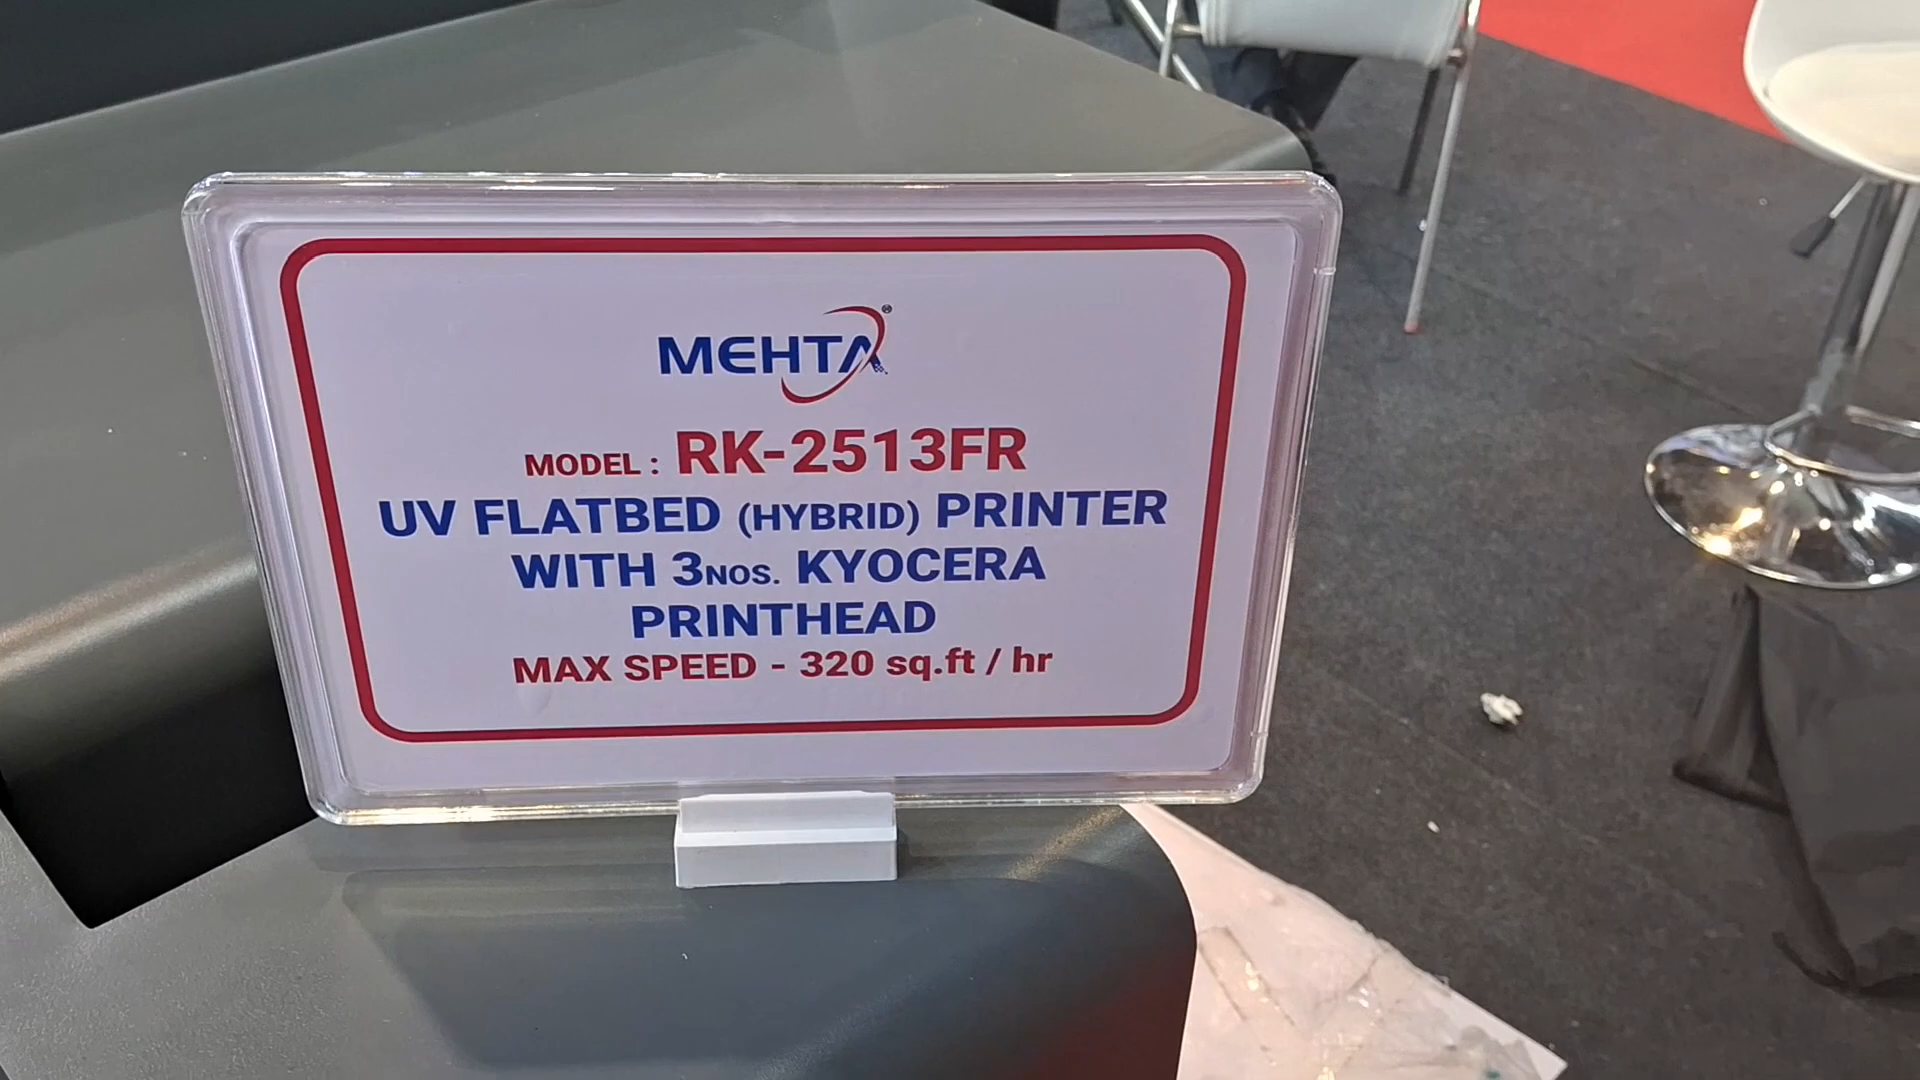 MEHTA®
MODEL : RK-2513FR
UV FLATBED (HYBRID) PRINTER
WITH 3NOS. KYOCERA
PRINTHEAD
MAX SPEED - 320 sq.ft / hr